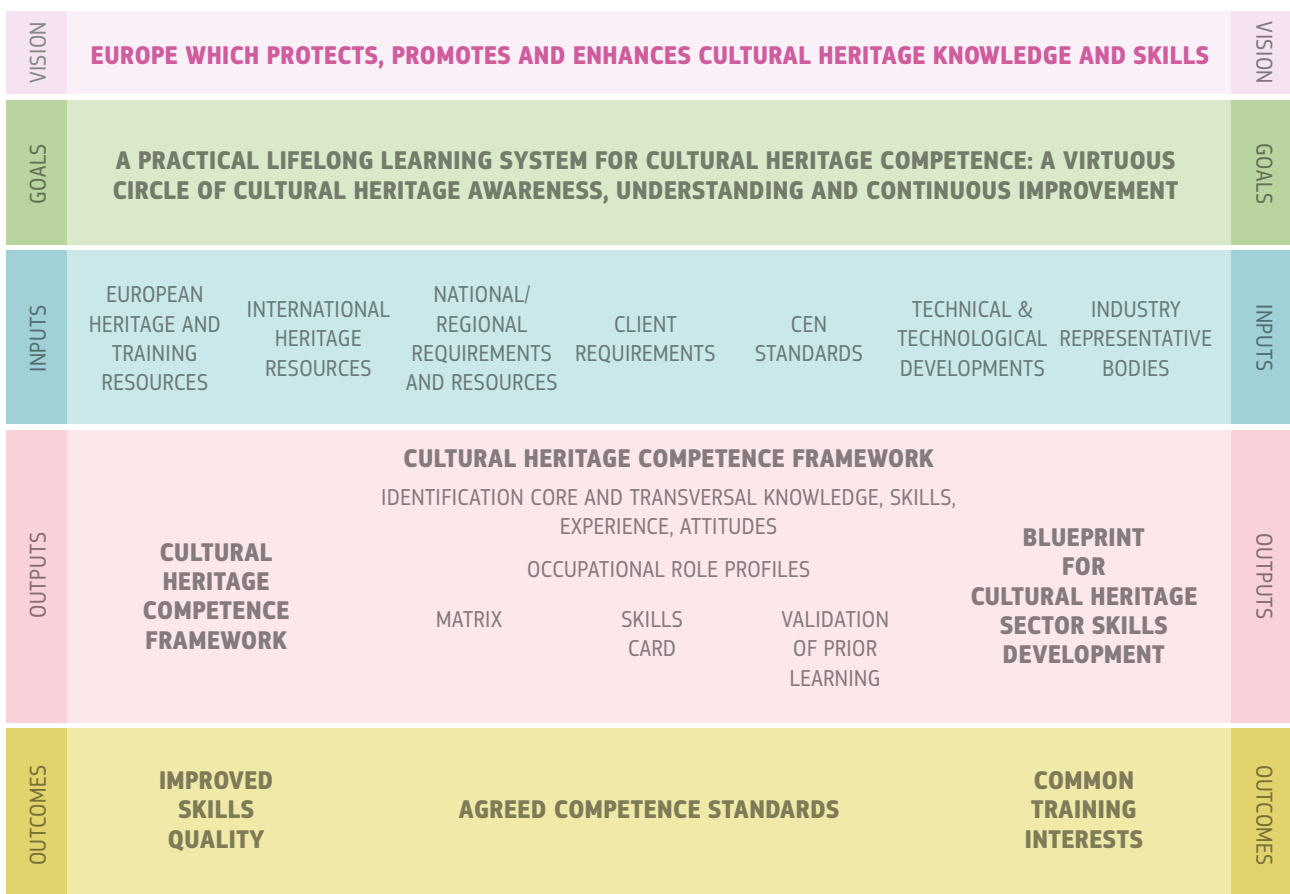 VISION
EUROPE WHICH PROTECTS, PROMOTES AND ENHANCES CULTURAL HERITAGE KNOWLEDGE AND SKILLS
VISION
GOALS
A PRACTICAL LIFELONG LEARNING SYSTEM FOR CULTURAL HERITAGE COMPETENCE: A VIRTUOUS
CIRCLE OF CULTURAL HERITAGE AWARENESS, UNDERSTANDING AND CONTINUOUS IMPROVEMENT
GOALS
INPUTS
EUROPEAN
HERITAGE AND
TRAINING
RESOURCES
INTERNATIONAL
HERITAGE
RESOURCES
NATIONAL/
REGIONAL
REQUIREMENTS
AND RESOURCES
CLIENT
REQUIREMENTS
CEN
STANDARDS
TECHNICAL &
TECHNOLOGICAL
DEVELOPMENTS
INDUSTRY
REPRESENTATIVE
BODIES
INPUTS
OUTPUTS
CULTURAL
HERITAGE
COMPETENCE
FRAMEWORK
CULTURAL HERITAGE COMPETENCE FRAMEWORK
IDENTIFICATION CORE AND TRANSVERSAL KNOWLEDGE, SKILLS,
EXPERIENCE, ATTITUDES
OCCUPATIONAL ROLE PROFILES
MATRIX
SKILLS
CARD
VALIDATION
OF PRIOR
LEARNING
BLUEPRINT
FOR
CULTURAL HERITAGE
SECTOR SKILLS
DEVELOPMENT
OUTPUTS
OUTCOMES
IMPROVED
SKILLS
QUALITY
AGREED COMPETENCE STANDARDS
COMMON
TRAINING
INTERESTS
OUTCOMES